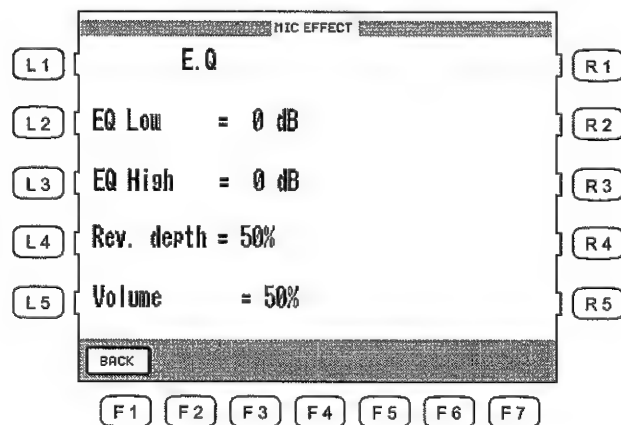 MIC EFFECT
L1 E.Q R1
L2 EQ Low = 0 dB R2
L3 EQ High = 0 dB R3
L4 Rev. depth = 50% R4
L5 Volume = 50% R5
BACK
F1 F2 F3 F4 F5 F6 F7